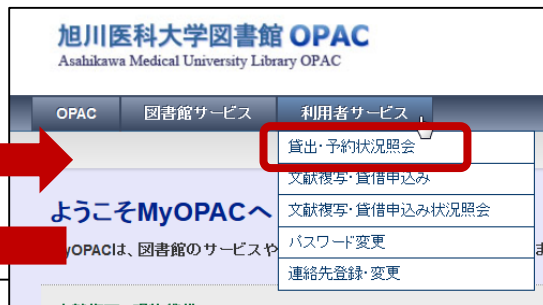 旭川医科大学図書館 OPAC
Asahikawa Medical University Library OPAC
OPAC 図書館サービス 利用者サービス
貸出・予約状況照会
文献複写・貸借申込み
文献複写・貸借申込み状況照会
パスワード変更
連絡先登録・変更
ようこそMyOPACへ
yOPACは、図書館のサービスや